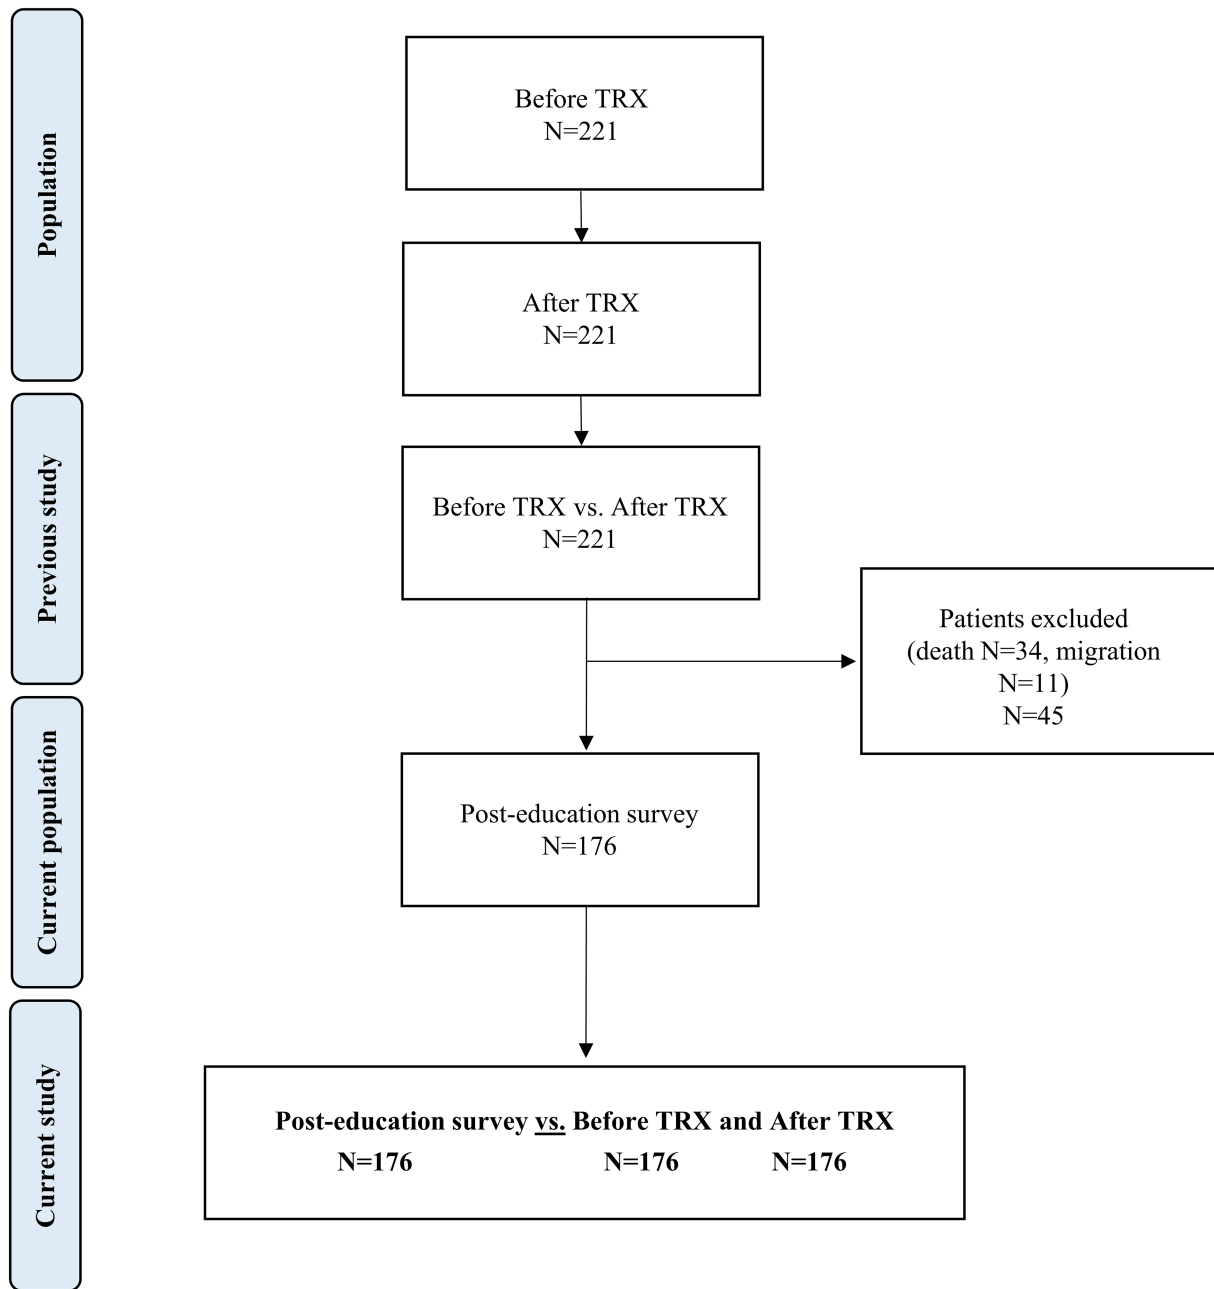 Population
Before TRX
N=221
After TRX
N=221
Previous study
Before TRX vs. After TRX
N=221
Patients excluded
(death N=34, migration
N=11)
N=45
Current population
Post-education survey
N=176
Current study
Post-education survey vs. Before TRX and After TRX
N=176 N=176 N=176